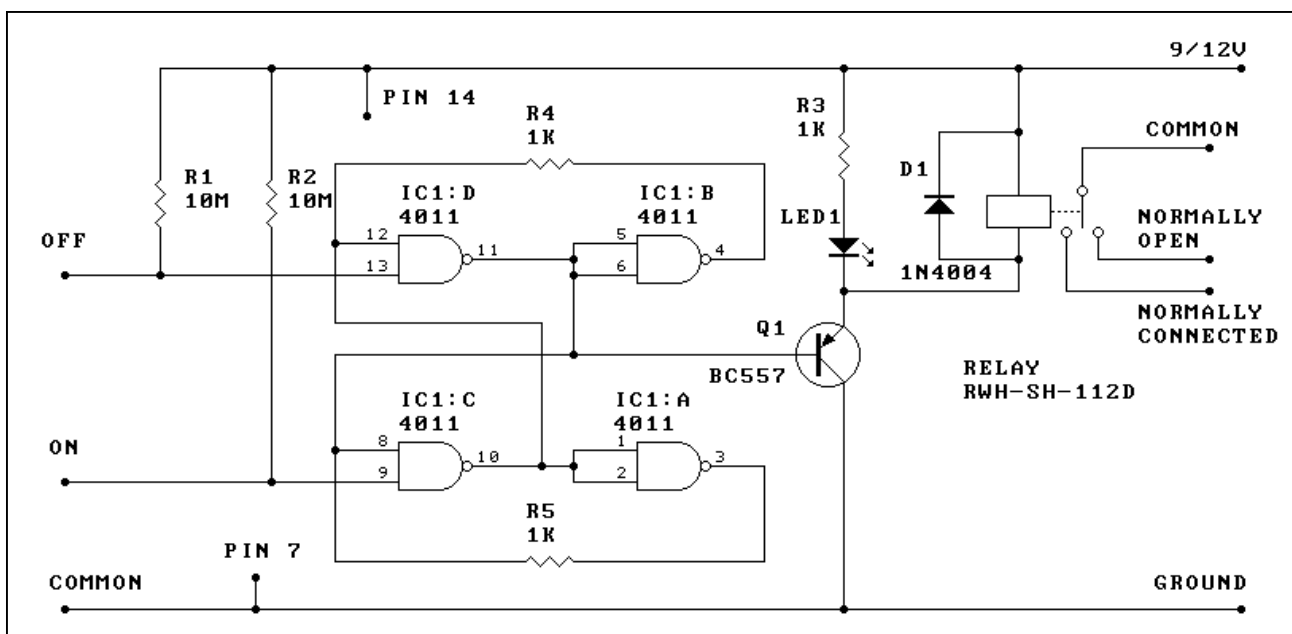 9/12V
PIN 14
R4
1K
R3
1K
COMMON
R1
10M
R2
10M
IC1:D
4011
IC1:B
4011
D1
LED1
NORMALLY
OPEN
OFF
12
13
11
5
6
4
1N4004
NORMALLY
CONNECTED
Q1
BC557
RELAY
RWH-SH-112D
IC1:C
4011
IC1:A
4011
ON
8
9
10
1
2
3
R5
1K
PIN 7
COMMON
GROUND